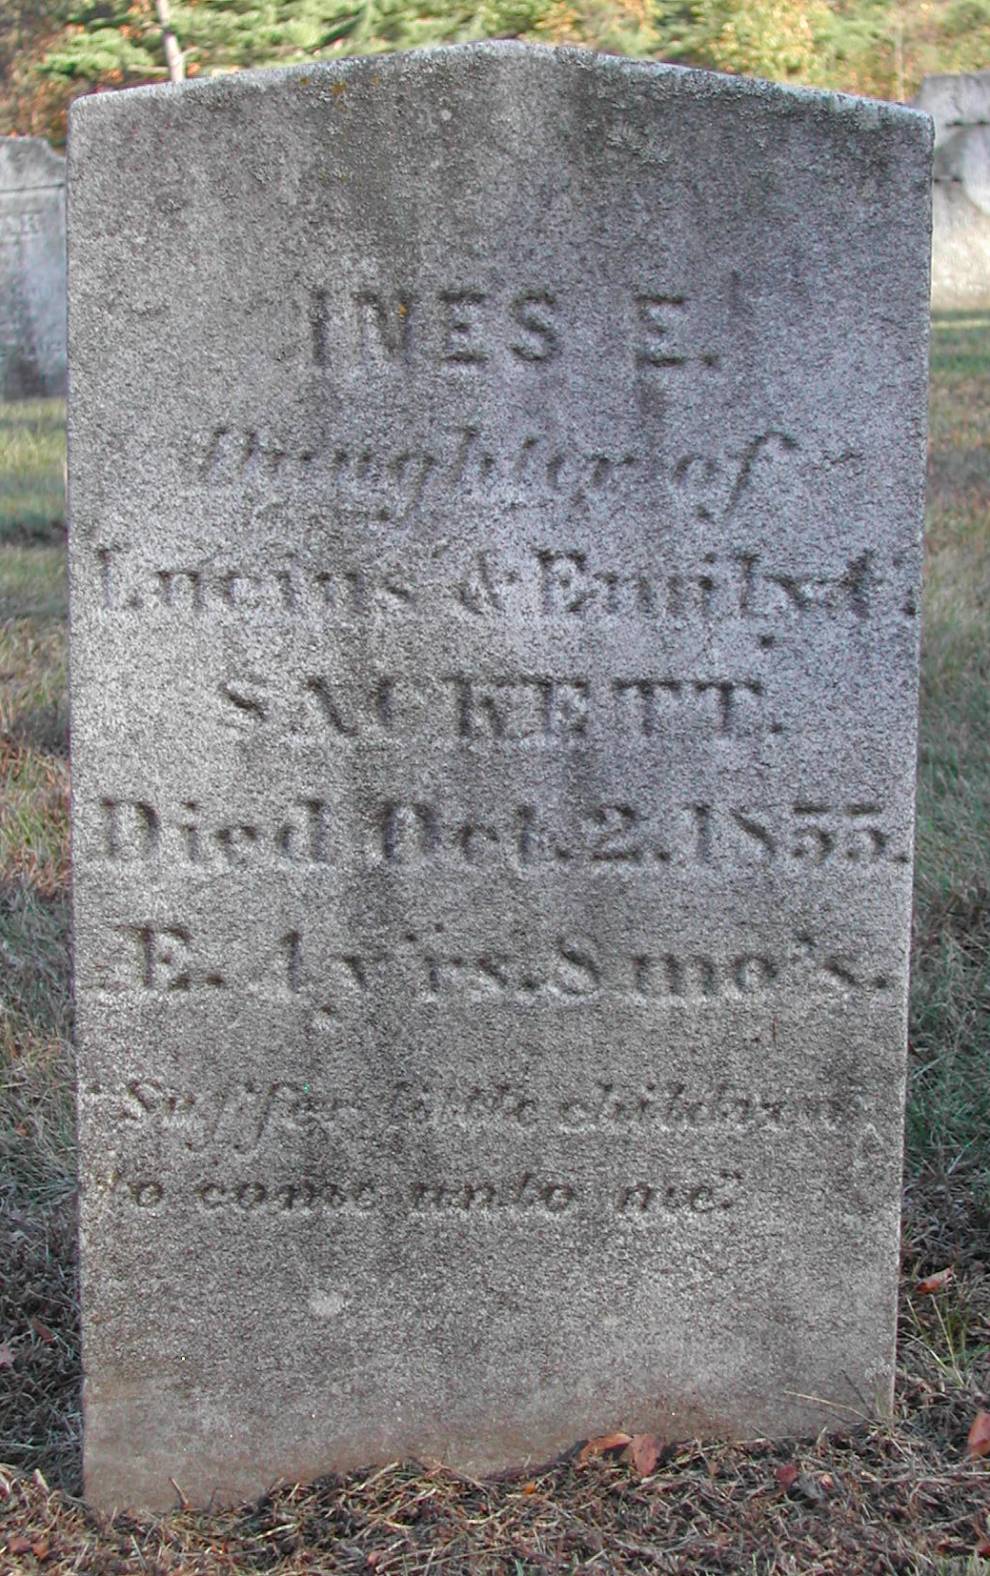 INES E.
Daughter of
Lucius & Emily
SACKETT.
Died Oct. 2. 1855.
E. yrs. 8 mo's.
"Suffer little children,
to come unto me."